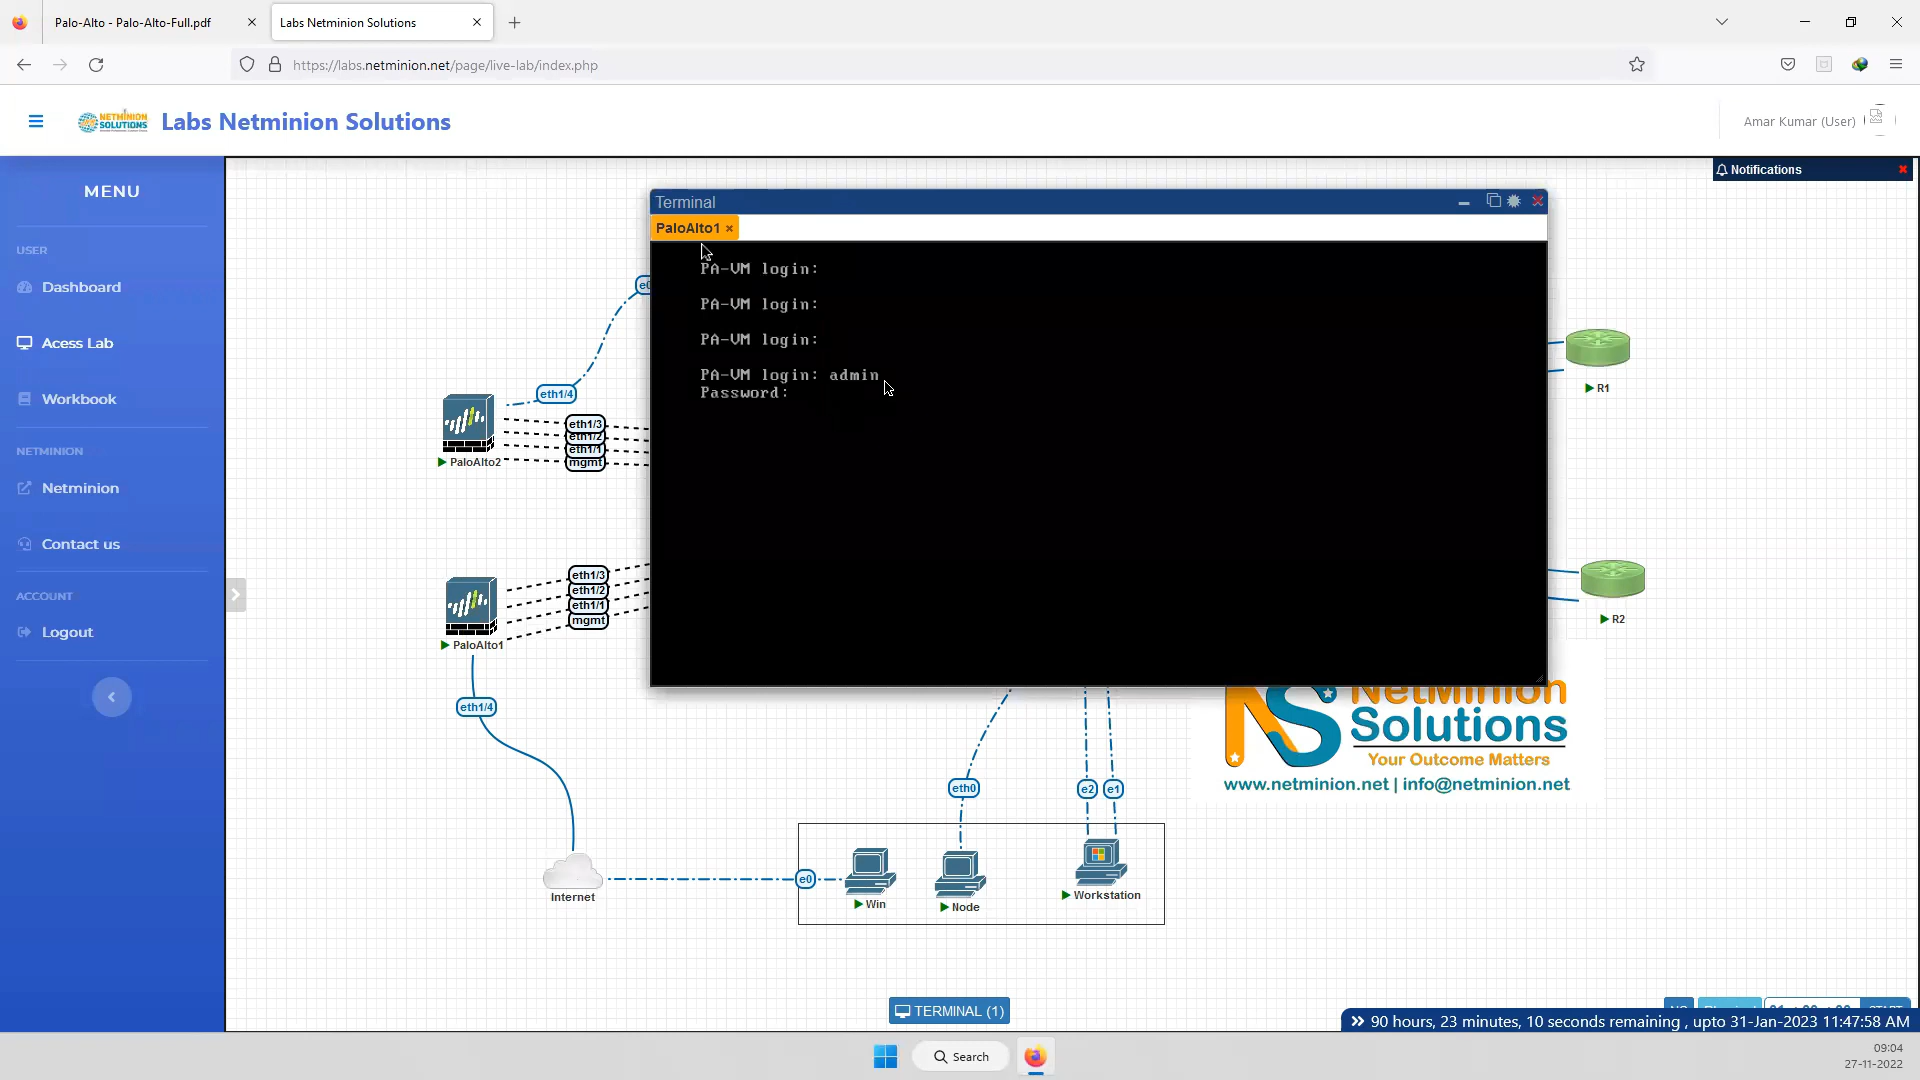 Palo-Alto - Palo-Alto-Full.pdf
Labs Netminion Solutions
https://labs.netminion.net/page/live-lab/index.php
NETMINION
SOLUTIONS
Labs Netminion Solutions
Amar Kumar (User)
MENU
USER
Dashboard
Acess Lab
Workbook
NETMINION
Netminion
Contact us
ACCOUNT
Logout
Notifications
Terminal
PaloAlto1 ×
PA-VM login:
PA-VM login:
PA-VM login:
PA-VM login: admin
Password:
eth1/4
eth1/3
eth1/2
eth1/1
mgmt
PaloAlto2
eth1/3
eth1/2
eth1/1
mgmt
PaloAlto1
eth1/4
R1
R2
NetMinion
Solutions
Your Outcome Matters
www.netminion.net | info@netminion.net
eth0
e2
e1
e0
Internet
Win
Node
Workstation
TERMINAL (1)
90 hours, 23 minutes, 10 seconds remaining , upto 31-Jan-2023 11:47:58 AM
Search
09:04
27-11-2022